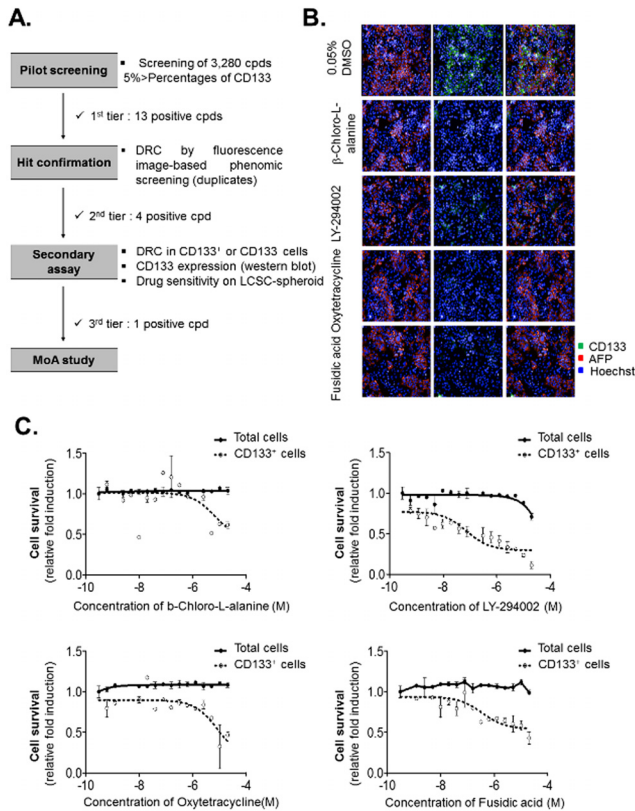 A.
Pilot screening
▪ Screening of 3,280 cpds
5%>Percentages of CD133
✓ 1st tier : 13 positive cpds
Hit confirmation
▪ DRC by fluorescence
image-based phenomic
screening (duplicates)
✓ 2nd tier : 4 positive cpd
Secondary
assay
▪ DRC in CD133⁺ or CD133 cells
▪ CD133 expression (western blot)
▪ Drug sensitivity on LCSC-spheroid
✓ 3rd tier : 1 positive cpd
MoA study
B.
0.05%
DMSO
β-Chloro-L-
alanine
LY-294002
Oxytetracycline
Fusidic acid
CD133
AFP
Hoechst
C.
Total cells
CD133⁺ cells
Cell survival
(relative fold induction)
1.5
1.0
0.5
0.0
-10 -8 -6 -4
Concentration of b-Chloro-L-alanine (M)
Total cells
CD133⁺ cells
Cell survival
(relative fold induction)
1.5
1.0
0.5
0.0
-10 -8 -6 -4
Concentration of LY-294002 (M)
Total cells
CD133⁺ cells
Cell survival
(relative fold induction)
1.5
1.0
0.5
0.0
-10 -8 -6 -4
Concentration of Oxytetracycline(M)
Total cells
CD133⁺ cells
Cell survival
(relative fold induction)
1.5
1.0
0.5
0.0
-10 -8 -6 -4
Concentration of Fusidic acid (M)